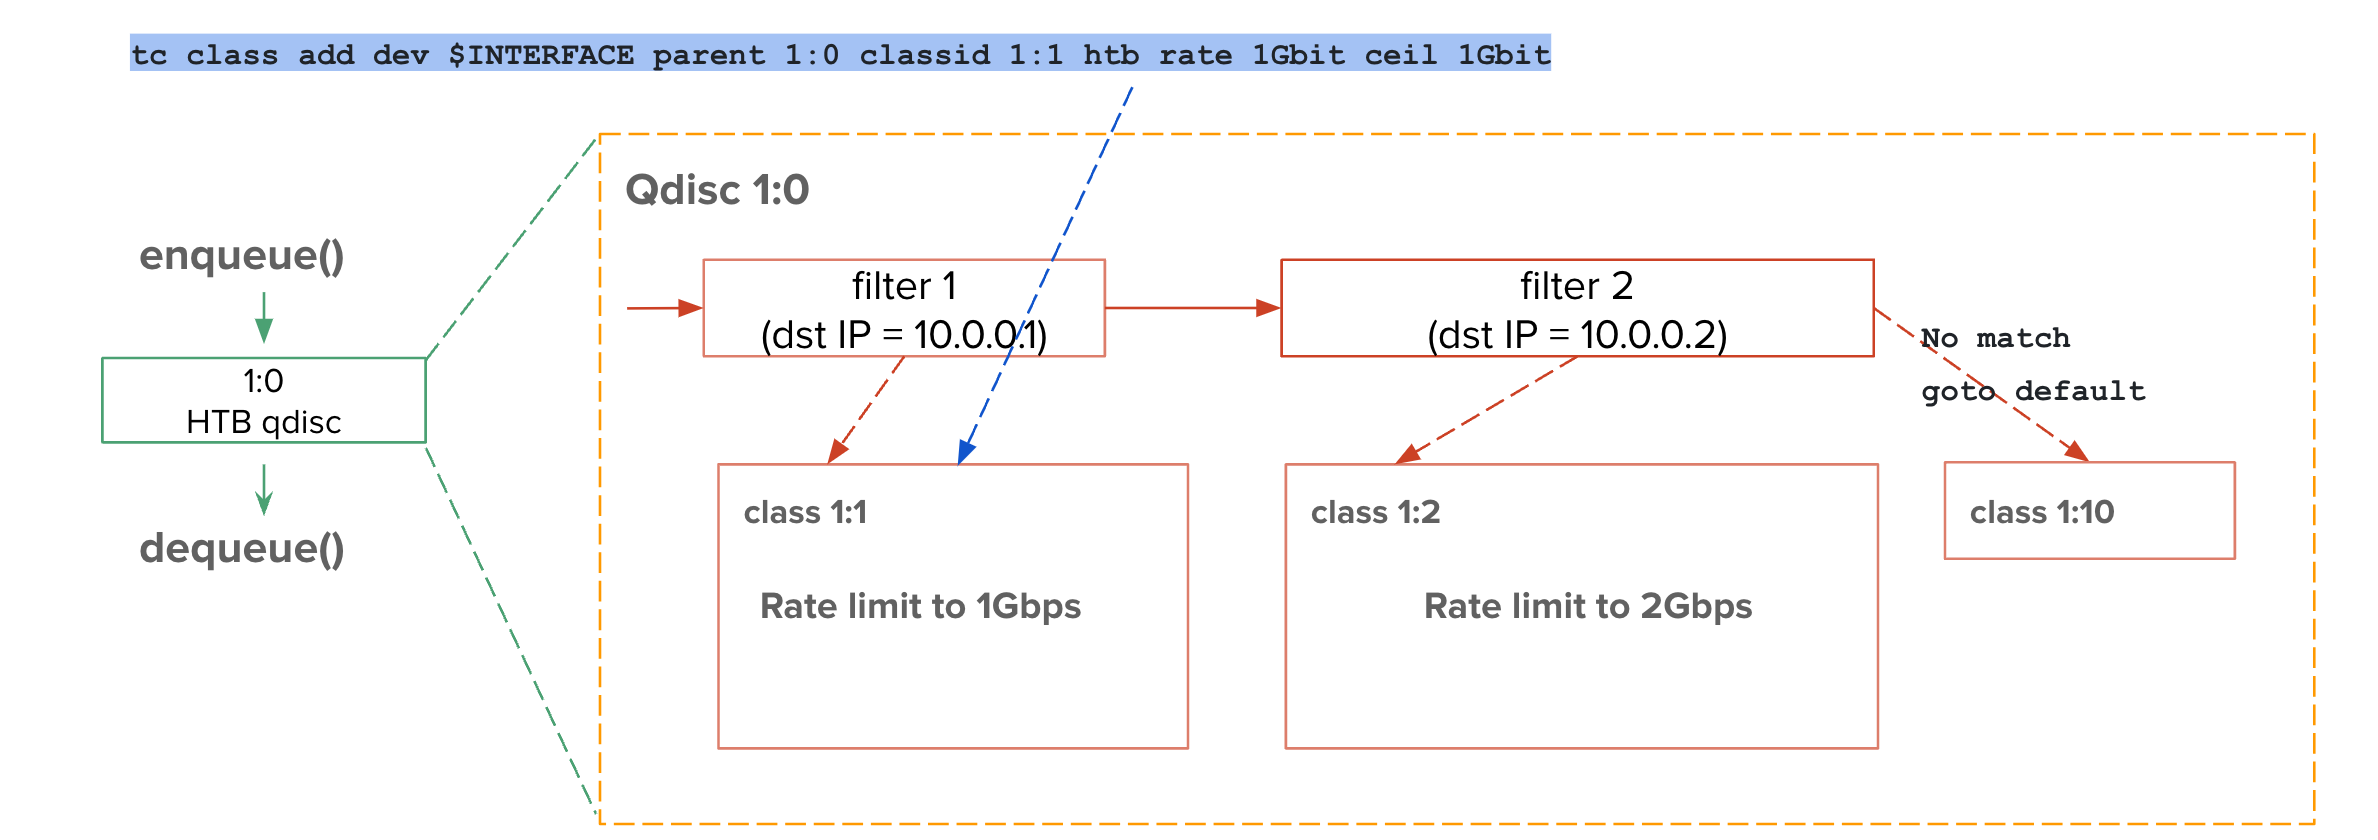 tc class add dev $INTERFACE parent 1:0 classid 1:1 htb rate 1Gbit ceil 1Gbit
Qdisc 1:0
enqueue()
1:0
HTB qdisc
dequeue()
filter 1
(dst IP = 10.0.0.1)
filter 2
(dst IP = 10.0.0.2)
No match
goto default
class 1:1
Rate limit to 1Gbps
class 1:2
Rate limit to 2Gbps
class 1:10